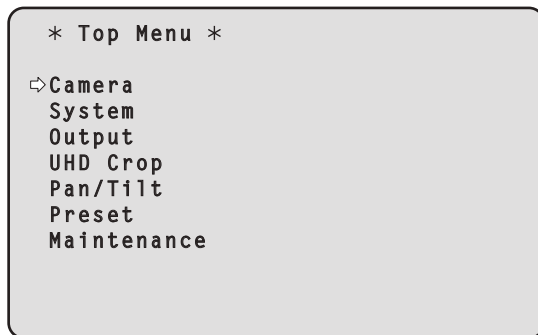 * Top Menu *
⇨Camera
System
Output
UHD Crop
Pan/Tilt
Preset
Maintenance